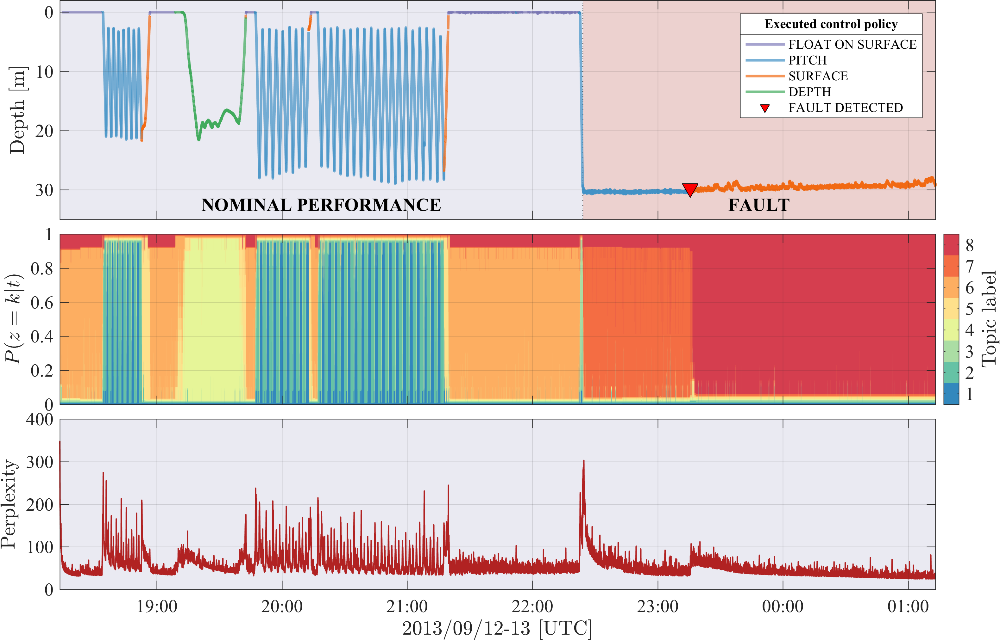 0
10
20
30
Depth [m]
Executed control policy
FLOAT ON SURFACE
PITCH
SURFACE
DEPTH
FAULT DETECTED
NOMINAL PERFORMANCE
FAULT
1
0.8
0.6
0.4
0.2
0
P(z = k|t)
8
7
6
5
4
3
2
1
Topic label
400
300
200
100
0
Perplexity
19:00
20:00
21:00
22:00
23:00
00:00
01:00
2013/09/12-13 [UTC]